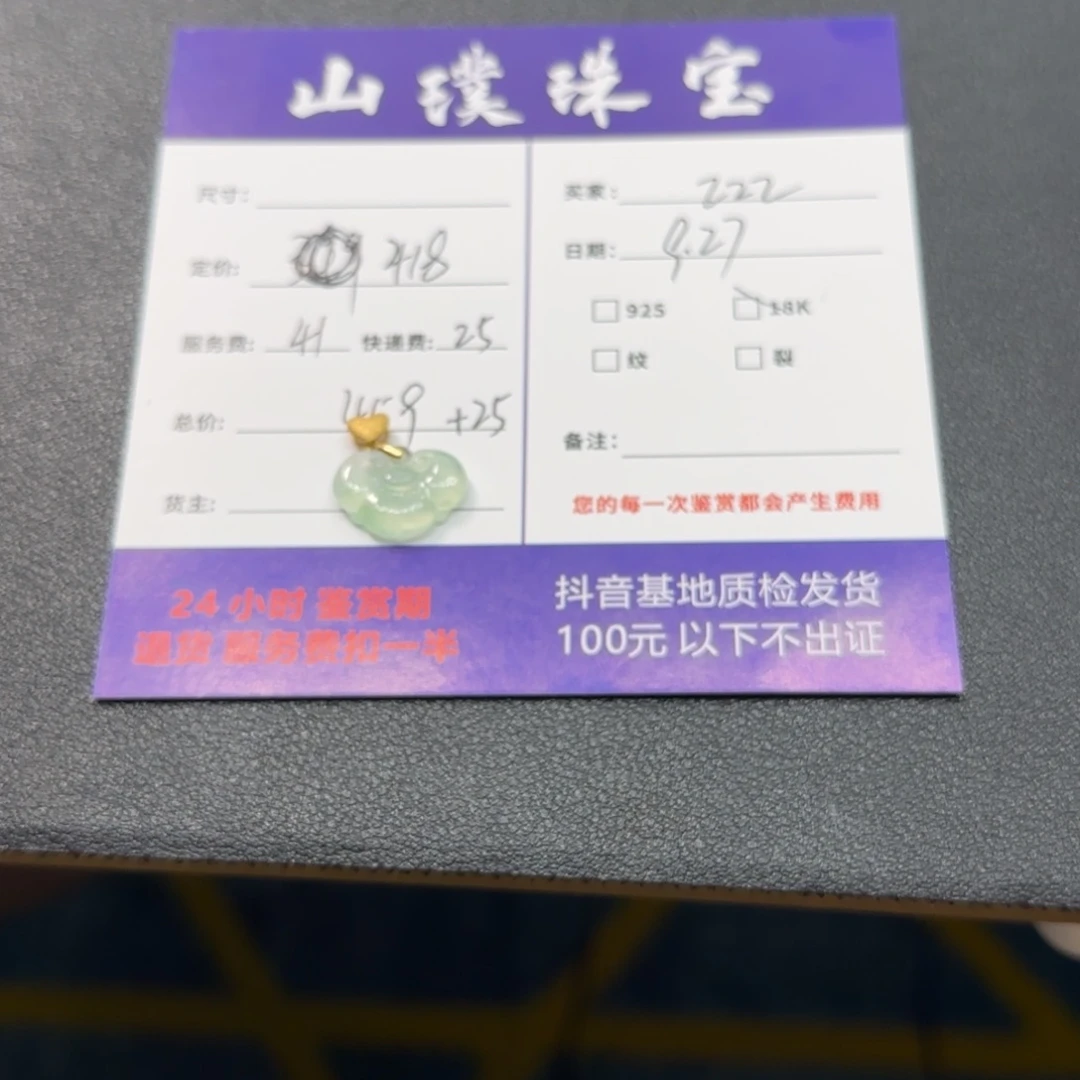 山璞珠宝
尺寸:
定价: 418
服务费: 41 快递费: 25
总价: 459 +25
货主:
买家: 222
日期: 9.27
925 18K
纹 裂
备注:
您的每一次鉴赏都会产生费用
24小时 鉴赏期
退货 服务费扣一半
抖音基地质检发货
100元 以下不出证